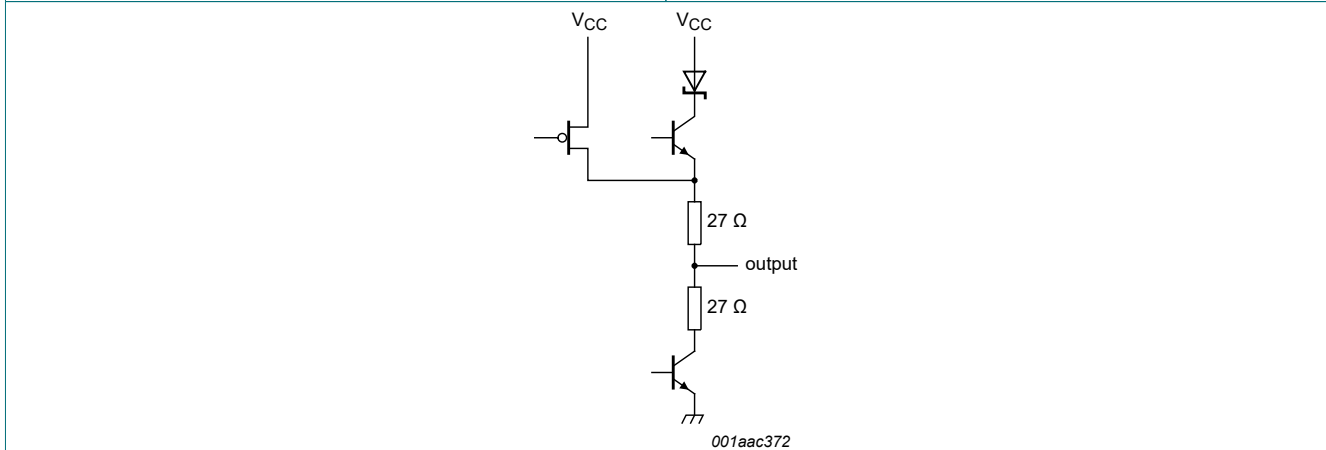 VCC VCC
27 Ω
output
27 Ω
001aac372